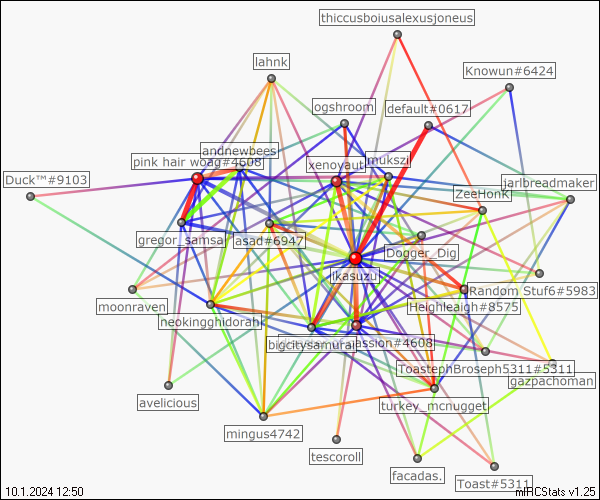 thiccusboiusalexusjoneus
lahnk
Knowun#6424
ogshroom
default#0617
andnewbees
pink hair woag#4608
xenoyaut
mukszi
Duck™#9103
ZeeHonK
jarlbreadmaker
gregor_samsa
asad#6947
Dogger_Dig
kasuzu
moonraven
neokingghidorah
Random Stuf6#5983
Heighleaigh#8575
bigcitysamurai
assion#4608
ToastephBroseph5311#5311
gazpachoman
avelicious
turkey_mcnugget
mingus4742
tescoroll
facadas.
Toast#5311
10.1.2024 12:50
mIRCStats v1.25